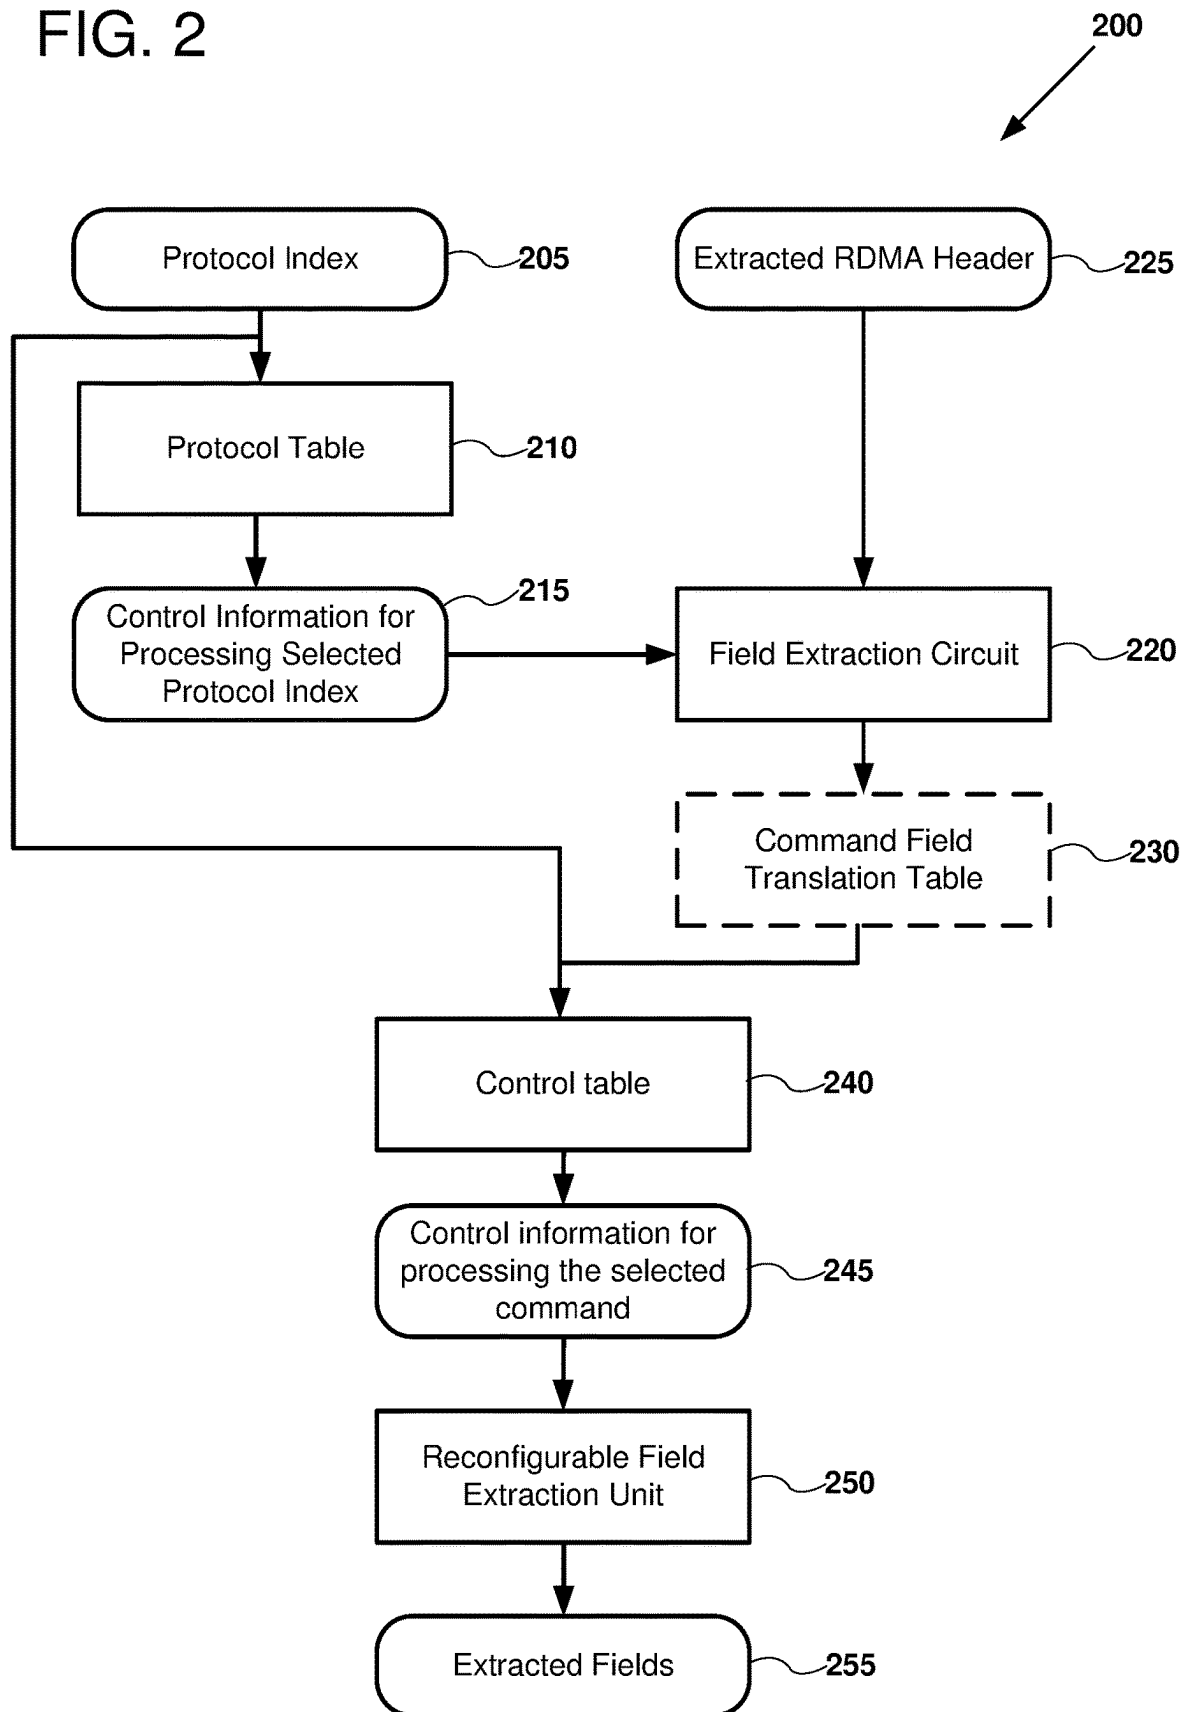 FIG. 2
200
Protocol Index
205
Extracted RDMA Header
225
Protocol Table
210
Control Information for
Processing Selected
Protocol Index
215
Field Extraction Circuit
220
Command Field
Translation Table
230
Control table
240
Control information for
processing the selected
command
245
Reconfigurable Field
Extraction Unit
250
Extracted Fields
255